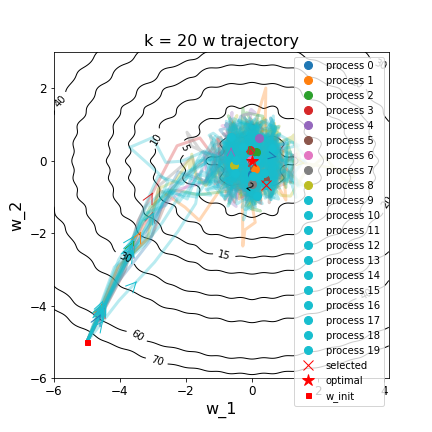 k = 20 w trajectory
process 0
process 1
process 2
process 3
process 4
process 5
process 6
process 7
process 8
process 9
process 10
process 11
process 12
process 13
process 14
process 15
process 16
process 17
process 18
process 19
selected
optimal
w_init
40
10
5
2
15
30
60
70
2
0
−2
−4
−6
w_2
−6
−4
−2
0
2
4
w_1